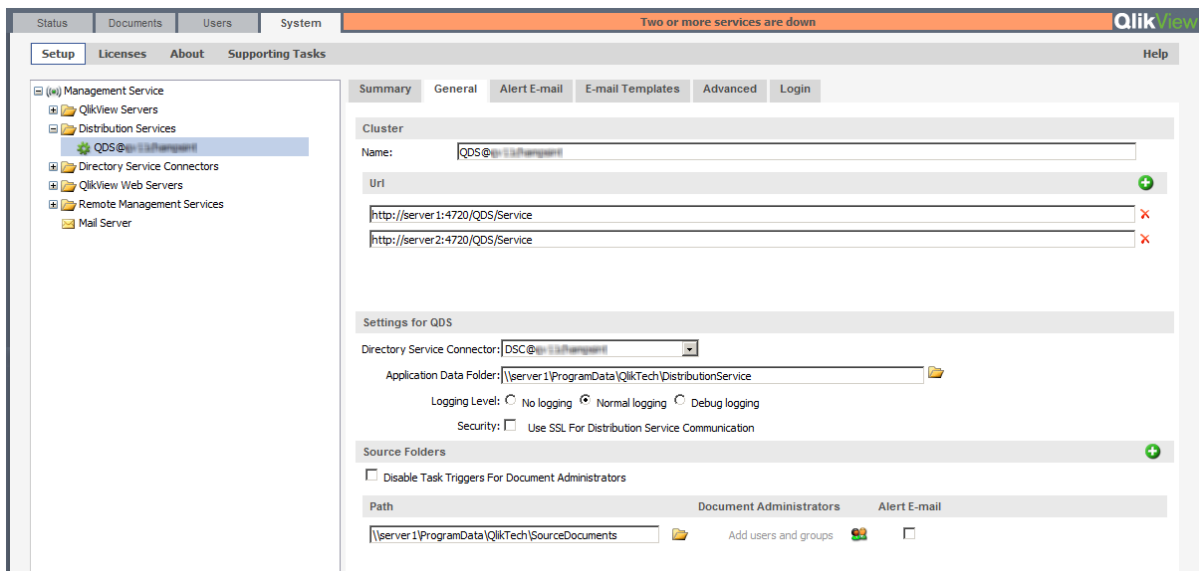 Status Documents Users System Two or more services are down QlikView
Setup Licenses About Supporting Tasks Help
Management Service
QlikView Servers
Distribution Services
QDS@
Directory Service Connectors
QlikView Web Servers
Remote Management Services
Mail Server
Summary General Alert E-mail E-mail Templates Advanced Login
Cluster
Name: QDS@
Url
http://server1:4720/QDS/Service
http://server2:4720/QDS/Service
Settings for QDS
Directory Service Connector: DSC@
Application Data Folder: \\server1\ProgramData\QlikTech\DistributionService
Logging Level: No logging Normal logging Debug logging
Security: Use SSL For Distribution Service Communication
Source Folders
Disable Task Triggers For Document Administrators
Path Document Administrators Alert E-mail
\\server1\ProgramData\QlikTech\SourceDocuments Add users and groups